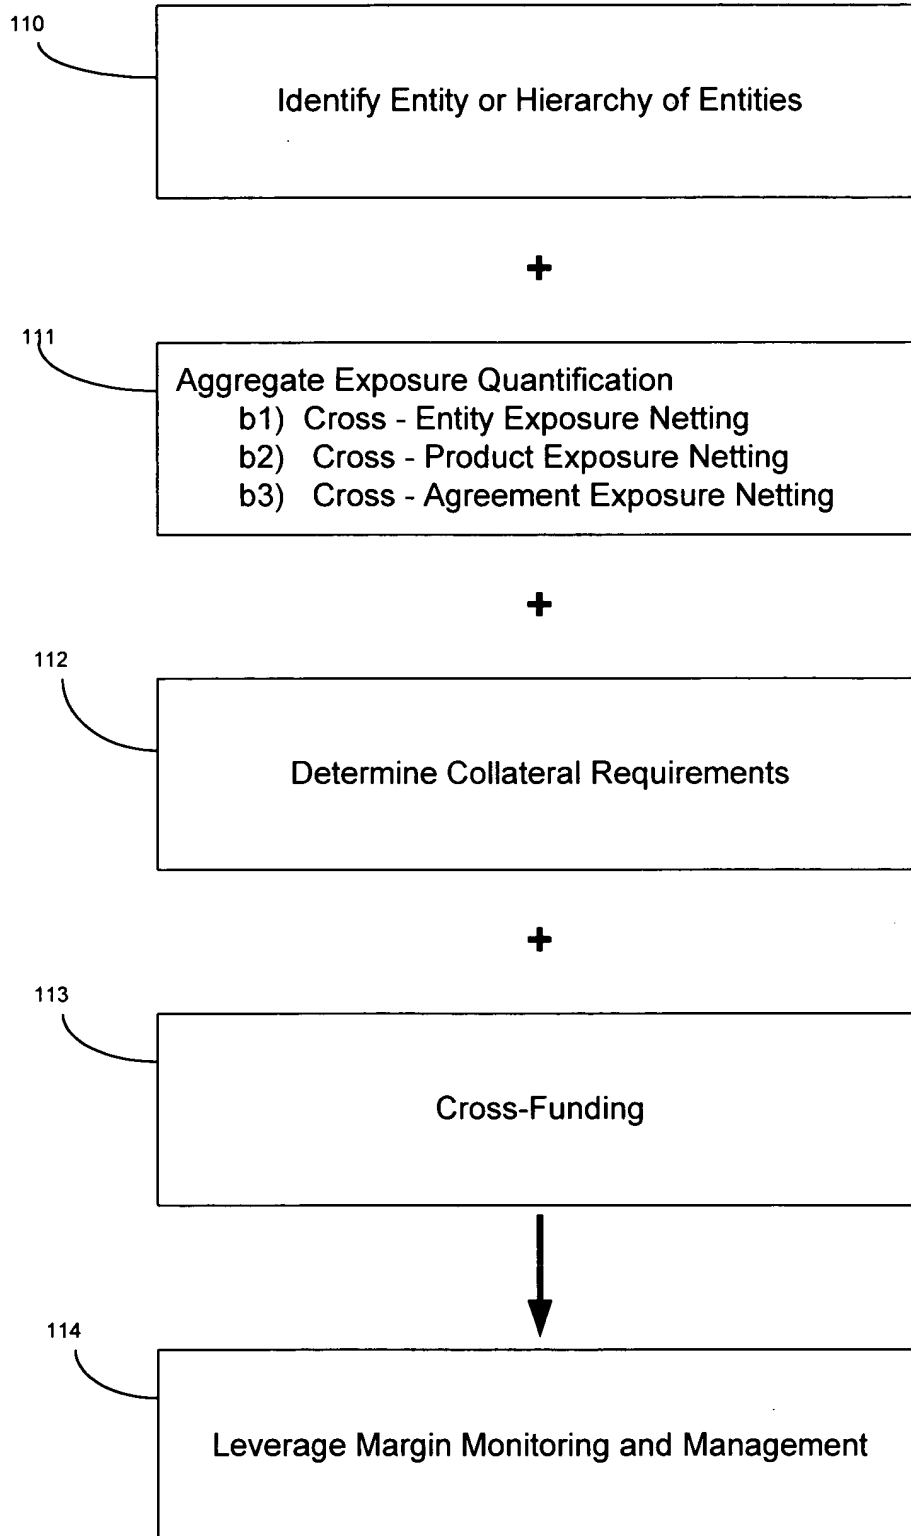 110
Identify Entity or Hierarchy of Entities
+
111
Aggregate Exposure Quantification
b1) Cross - Entity Exposure Netting
b2) Cross - Product Exposure Netting
b3) Cross - Agreement Exposure Netting
+
112
Determine Collateral Requirements
+
113
Cross-Funding
114
Leverage Margin Monitoring and Management